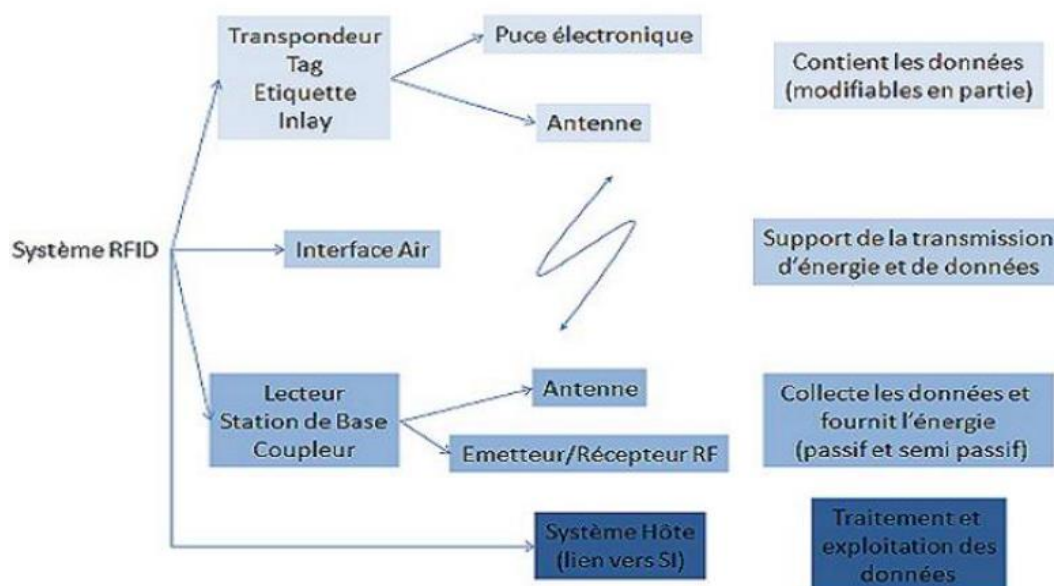 Transpondeur
Tag
Etiquette
Inlay
Puce électronique
Antenne
Contient les données
(modifiables en partie)
Système RFID
Interface Air
Support de la transmission
d'énergie et de données
Lecteur
Station de Base
Coupleur
Antenne
Emetteur/Récepteur RF
Collecte les données et
fournit l'énergie
(passif et semi passif)
Système Hôte
(lien vers SI)
Traitement et
exploitation des
données